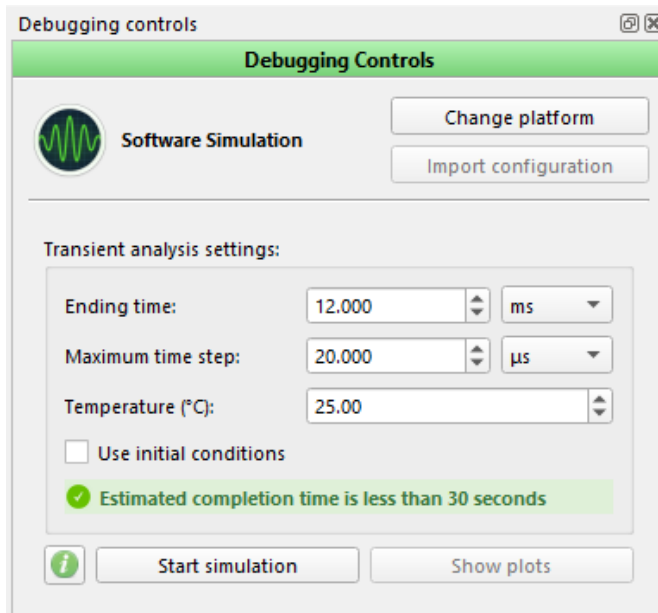 Debugging controls
Debugging Controls
Software Simulation
Change platform
Import configuration
Transient analysis settings:
Ending time: 12.000 ms
Maximum time step: 20.000 µs
Temperature (°C): 25.00
Use initial conditions
Estimated completion time is less than 30 seconds
Start simulation Show plots